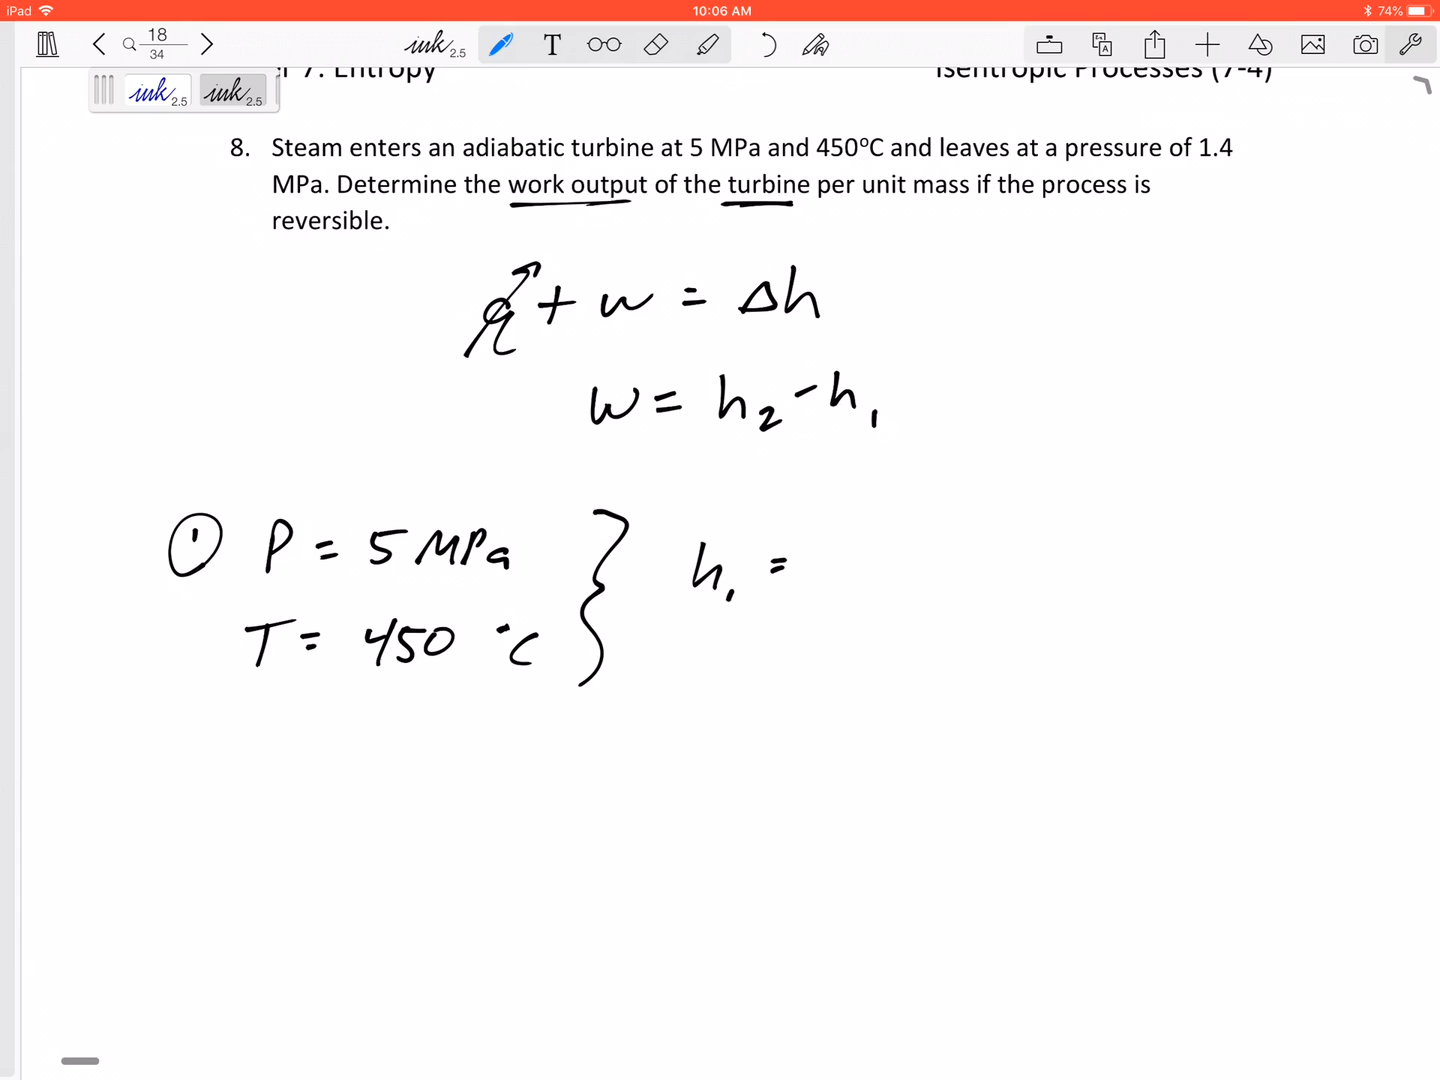 iPad 10:06 AM 74%
18
34
ink 2.5 T
ink 2.5 ink 2.5
r 7: Entropy Isentropic Processes (7-4)
8. Steam enters an adiabatic turbine at 5 MPa and 450°C and leaves at a pressure of 1.4
MPa. Determine the work output of the turbine per unit mass if the process is
reversible.
q + w = Δh
w = h₂ - h₁
① P = 5 MPa } h₁ =
T = 450 °C